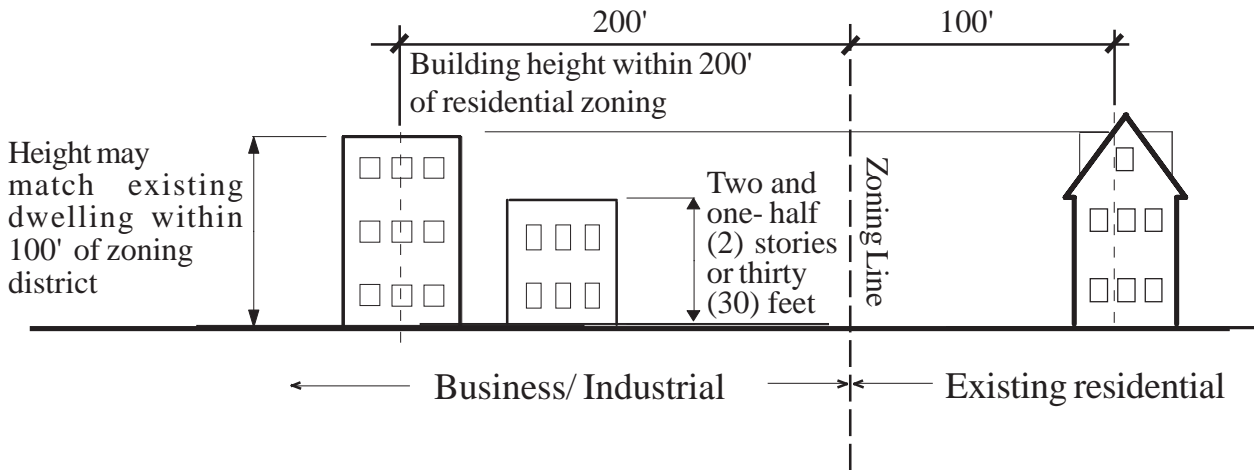 200'
100'
Building height within 200'
of residential zoning
Height may
match existing
dwelling within
100' of zoning
district
Two and
one- half
(2) stories
or thirty
(30) feet
Zoning Line
Business/ Industrial
Existing residential